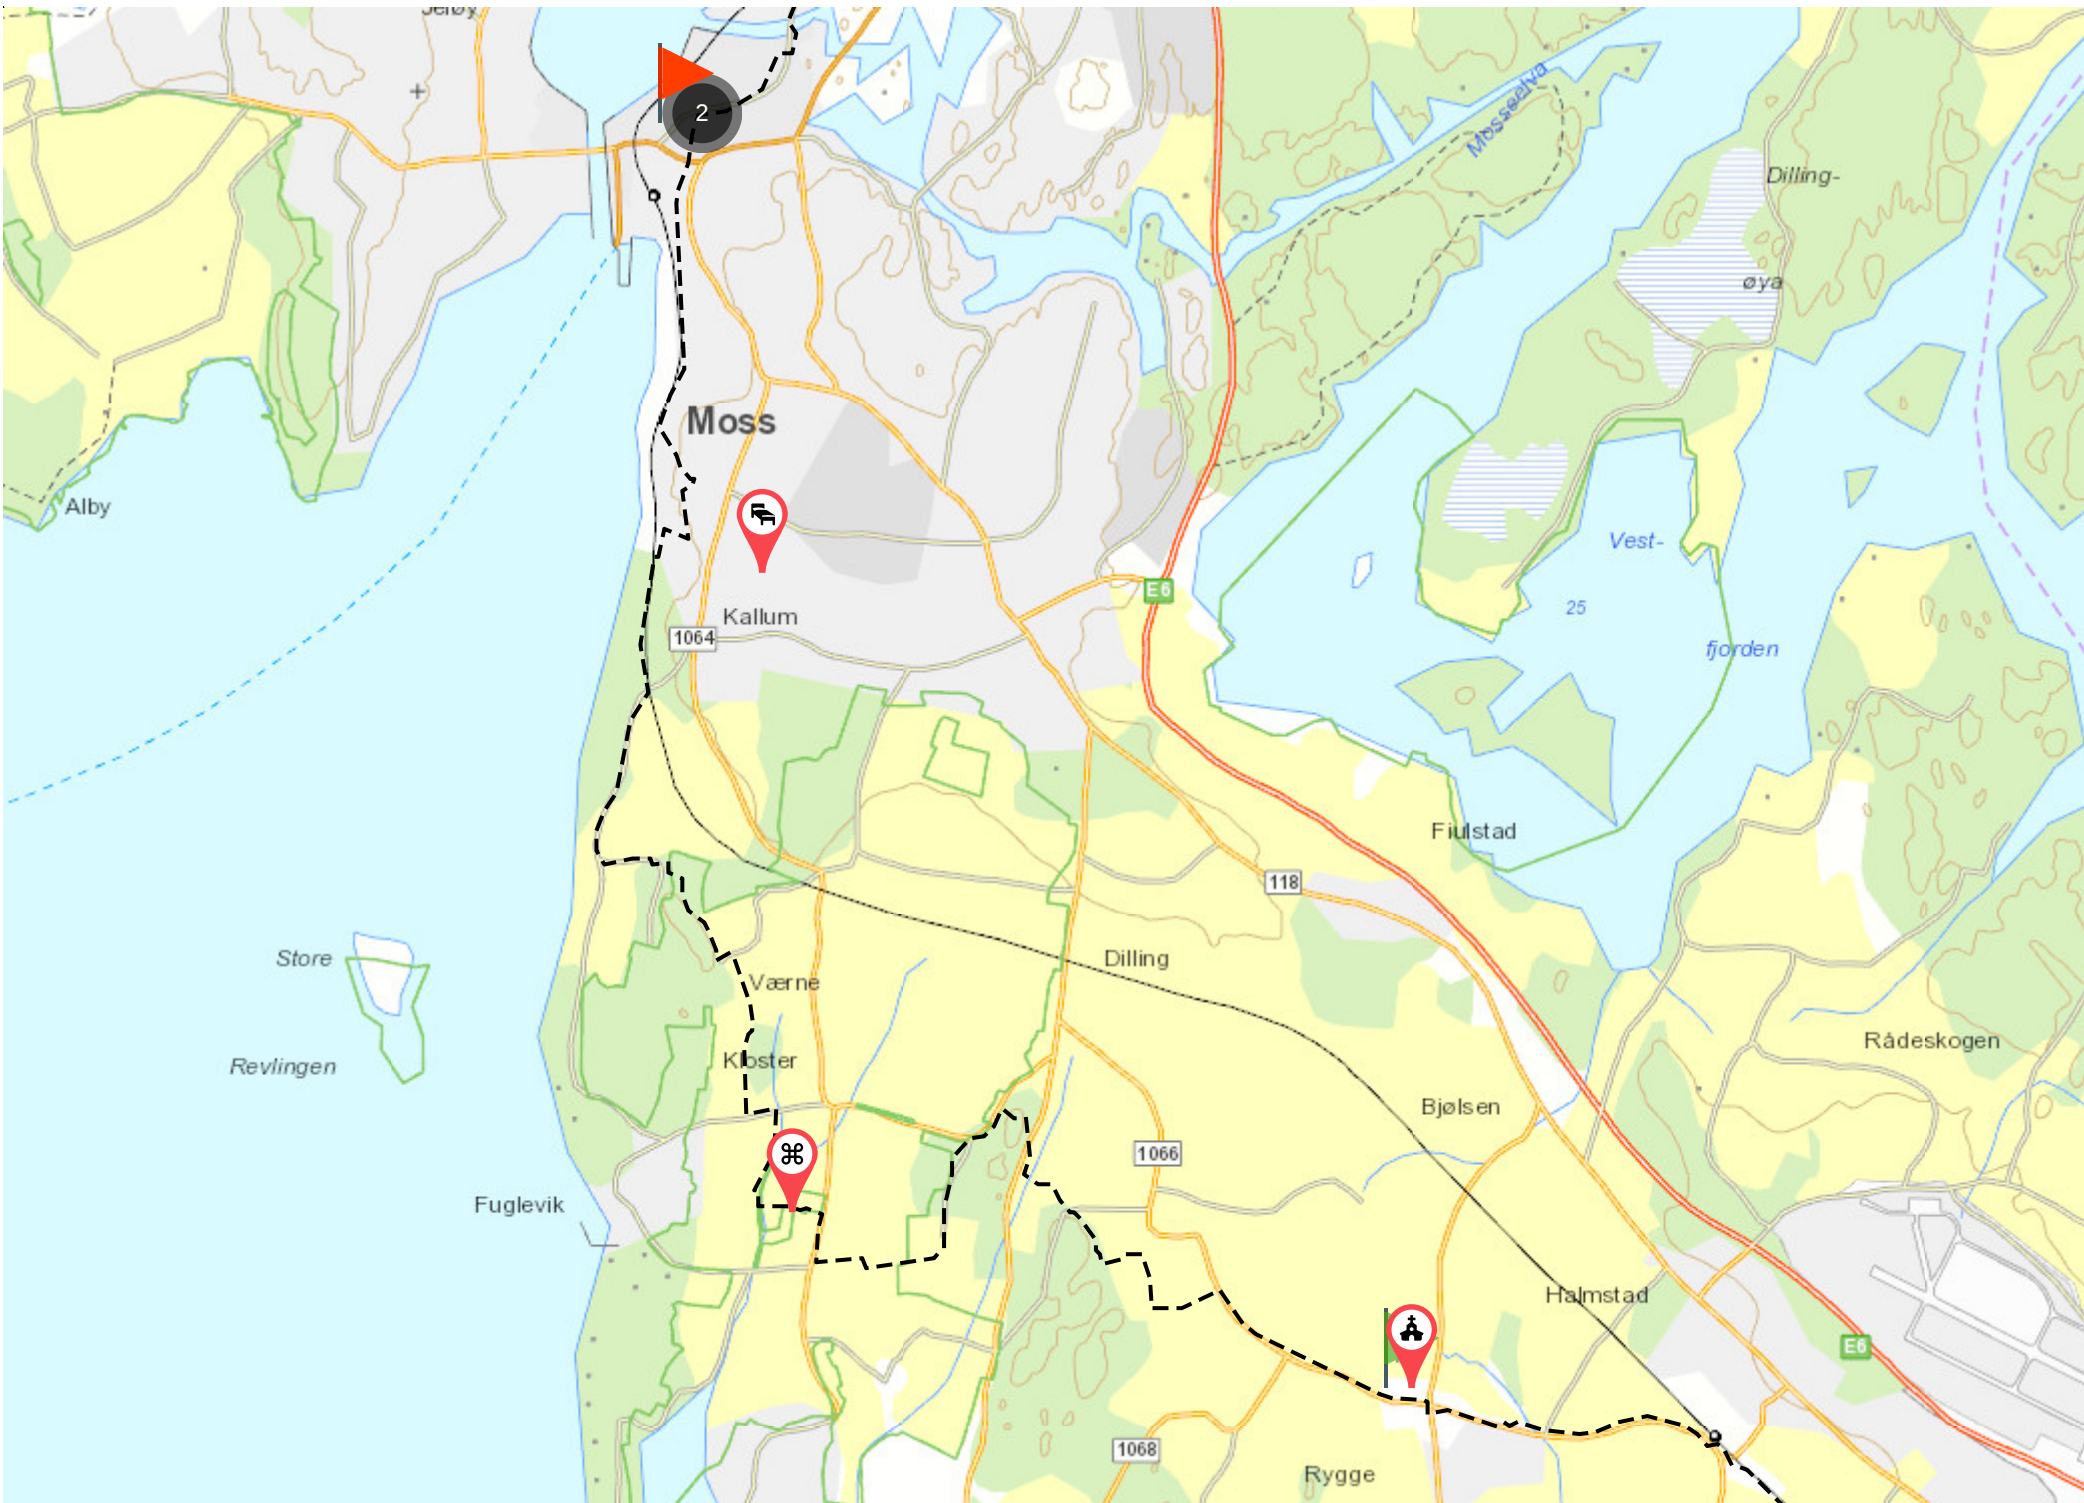 Jeløy
2
Mosseelva
Dilling-
øya
Moss
Alby
Vest-
E6
25
Kallum
1064
fjorden
Fiulstad
118
Store
Dilling
Værne
Rådeskogen
Kloster
Revlingen
Bjølsen
1066
Fuglevik
Halmstad
E6
1068
Rygge